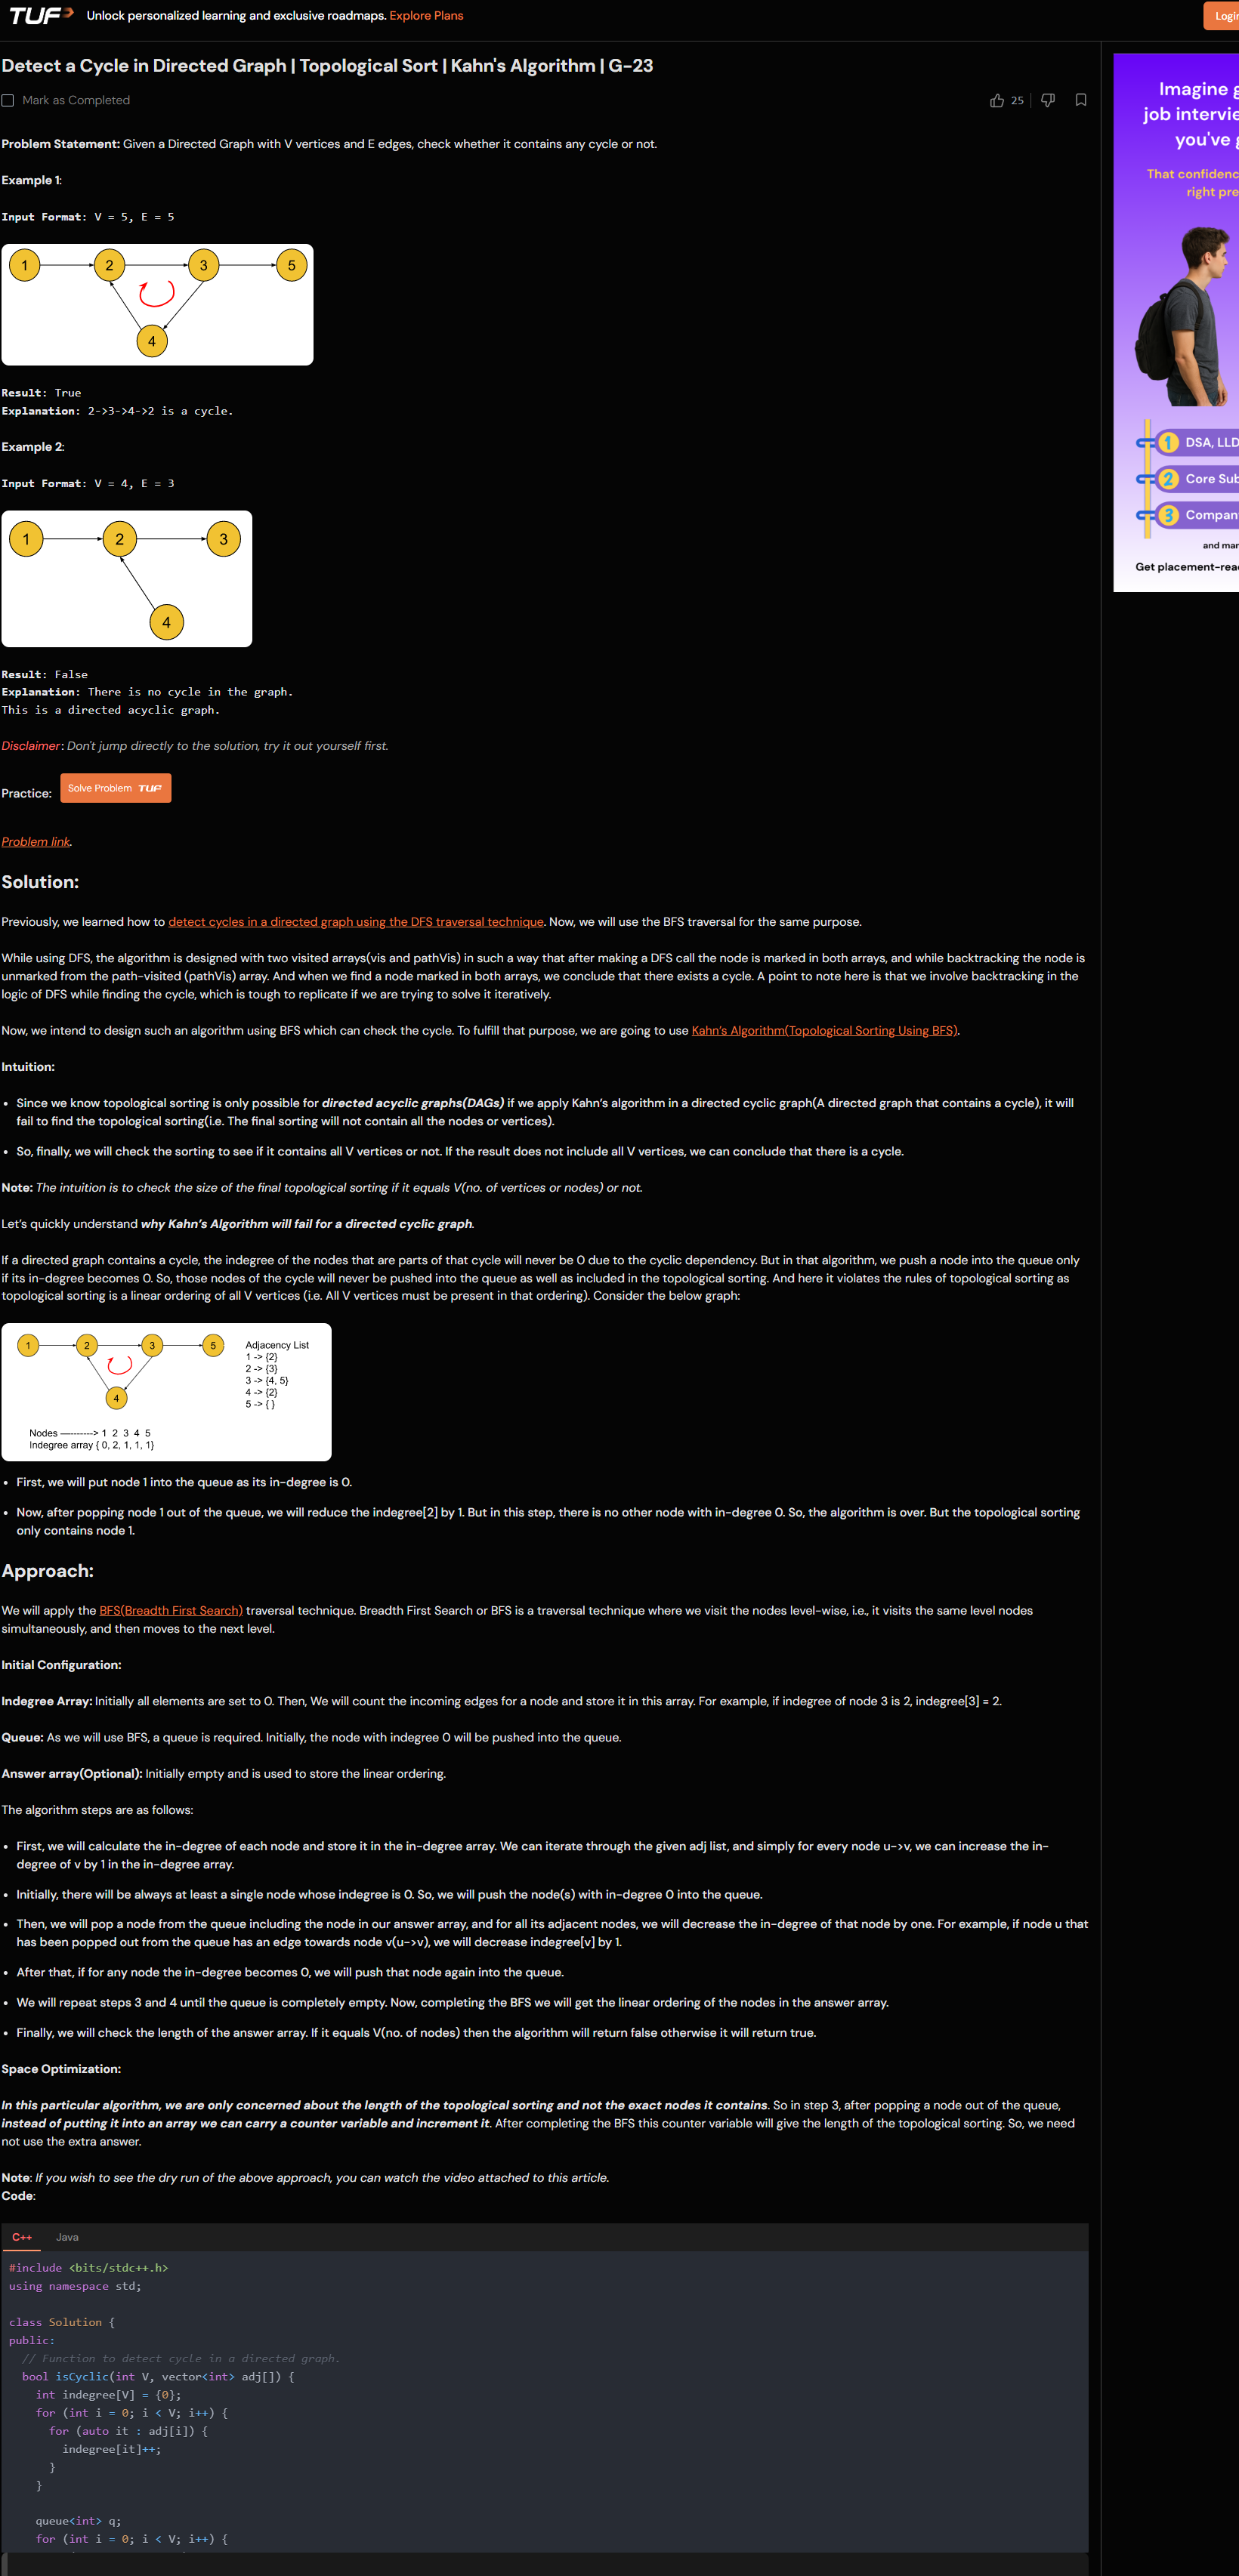 TUF
Unlock personalized learning and exclusive roadmaps. Explore Plans
Detect a Cycle in Directed Graph | Topological Sort | Kahn's Algorithm | G-23
Mark as Completed
25
Problem Statement: Given a Directed Graph with V vertices and E edges, check whether it contains any cycle or not.
Example 1:
Input Format: V = 5, E = 5
1 2 3 5
4
Result: True
Explanation: 2->3->4->2 is a cycle.
Example 2:
Input Format: V = 4, E = 3
1 2 3
4
Result: False
Explanation: There is no cycle in the graph.
This is a directed acyclic graph.
Disclaimer: Don't jump directly to the solution, try it out yourself first.
Practice: Solve Problem TUF
Problem link.
Solution:
Previously, we learned how to detect cycles in a directed graph using the DFS traversal technique. Now, we will use the BFS traversal for the same purpose.
While using DFS, the algorithm is designed with two visited arrays(vis and pathVis) in such a way that after making a DFS call the node is marked in both arrays, and while backtracking the node is
unmarked from the path-visited (pathVis) array. And when we find a node marked in both arrays, we conclude that there exists a cycle. A point to note here is that we involve backtracking in the
logic of DFS while finding the cycle, which is tough to replicate if we are trying to solve it iteratively.
Now, we intend to design such an algorithm using BFS which can check the cycle. To fulfill that purpose, we are going to use Kahn's Algorithm(Topological Sorting Using BFS).
Intuition:
• Since we know topological sorting is only possible for directed acyclic graphs(DAGs) if we apply Kahn's algorithm in a directed cyclic graph(A directed graph that contains a cycle), it will
fail to find the topological sorting(i.e. The final sorting will not contain all the nodes or vertices).
• So, finally, we will check the sorting to see if it contains all V vertices or not. If the result does not include all V vertices, we can conclude that there is a cycle.
Note: The intuition is to check the size of the final topological sorting if it equals V(no. of vertices or nodes) or not.
Let's quickly understand why Kahn's Algorithm will fail for a directed cyclic graph.
If a directed graph contains a cycle, the indegree of the nodes that are parts of that cycle will never be 0 due to the cyclic dependency. But in that algorithm, we push a node into the queue only
if its in-degree becomes 0. So, those nodes of the cycle will never be pushed into the queue as well as included in the topological sorting. And here it violates the rules of topological sorting as
topological sorting is a linear ordering of all V vertices (i.e. All V vertices must be present in that ordering). Consider the below graph:
1 2 3 5
4
Adjacency List
1 -> {2}
2 -> {3}
3 -> {4, 5}
4 -> {2}
5 -> { }
Nodes ---------> 1 2 3 4 5
Indegree array { 0, 2, 1, 1, 1}
• First, we will put node 1 into the queue as its in-degree is 0.
• Now, after popping node 1 out of the queue, we will reduce the indegree[2] by 1. But in this step, there is no other node with in-degree 0. So, the algorithm is over. But the topological sorting
only contains node 1.
Approach:
We will apply the BFS(Breadth First Search) traversal technique. Breadth First Search or BFS is a traversal technique where we visit the nodes level-wise, i.e., it visits the same level nodes
simultaneously, and then moves to the next level.
Initial Configuration:
Indegree Array: Initially all elements are set to 0. Then, We will count the incoming edges for a node and store it in this array. For example, if indegree of node 3 is 2, indegree[3] = 2.
Queue: As we will use BFS, a queue is required. Initially, the node with indegree 0 will be pushed into the queue.
Answer array(Optional): Initially empty and is used to store the linear ordering.
The algorithm steps are as follows:
• First, we will calculate the in-degree of each node and store it in the in-degree array. We can iterate through the given adj list, and simply for every node u->v, we can increase the in-
degree of v by 1 in the in-degree array.
• Initially, there will be always at least a single node whose indegree is 0. So, we will push the node(s) with in-degree 0 into the queue.
• Then, we will pop a node from the queue including the node in our answer array, and for all its adjacent nodes, we will decrease the in-degree of that node by one. For example, if node u that
has been popped out from the queue has an edge towards node v(u->v), we will decrease indegree[v] by 1.
• After that, if for any node the in-degree becomes 0, we will push that node again into the queue.
• We will repeat steps 3 and 4 until the queue is completely empty. Now, completing the BFS we will get the linear ordering of the nodes in the answer array.
• Finally, we will check the length of the answer array. If it equals V(no. of nodes) then the algorithm will return false otherwise it will return true.
Space Optimization:
In this particular algorithm, we are only concerned about the length of the topological sorting and not the exact nodes it contains. So in step 3, after popping a node out of the queue,
instead of putting it into an array we can carry a counter variable and increment it. After completing the BFS this counter variable will give the length of the topological sorting. So, we need
not use the extra answer.
Note: If you wish to see the dry run of the above approach, you can watch the video attached to this article.
Code:
C++ Java
#include <bits/stdc++.h>
using namespace std;
class Solution {
public:
// Function to detect cycle in a directed graph.
bool isCyclic(int V, vector<int> adj[]) {
int indegree[V] = {0};
for (int i = 0; i < V; i++) {
for (auto it : adj[i]) {
indegree[it]++;
}
}
queue<int> q;
for (int i = 0; i < V; i++) {
Login
Imagine
job intervie
you've
That confidenc
right pre
1 DSA, LLD
2 Core Sub
3 Compan
and mar
Get placement-rea